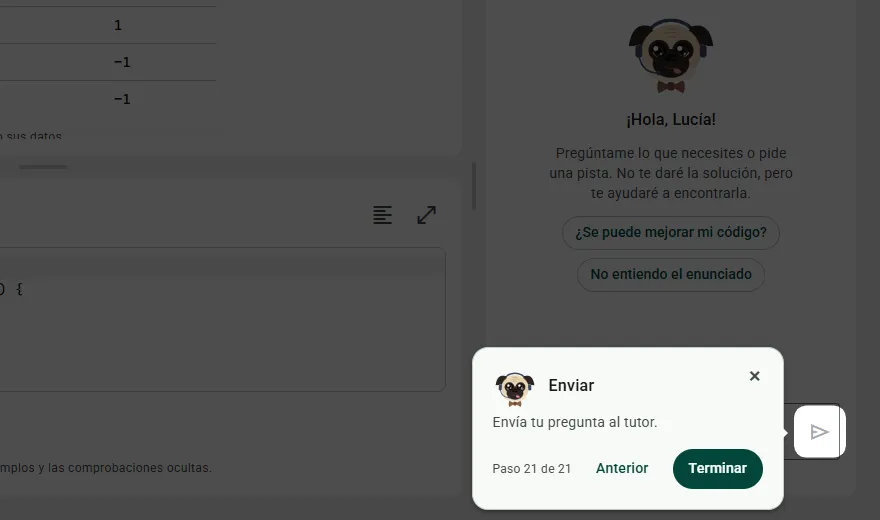 1
−1
−1
sus datos
¡Hola, Lucía!
Pregúntame lo que necesites o pide
una pista. No te daré la solución, pero
te ayudaré a encontrarla.
¿Se puede mejorar mi código?
No entiendo el enunciado
{
Enviar
Envía tu pregunta al tutor.
Paso 21 de 21
Anterior
Terminar
mplos y las comprobaciones ocultas.